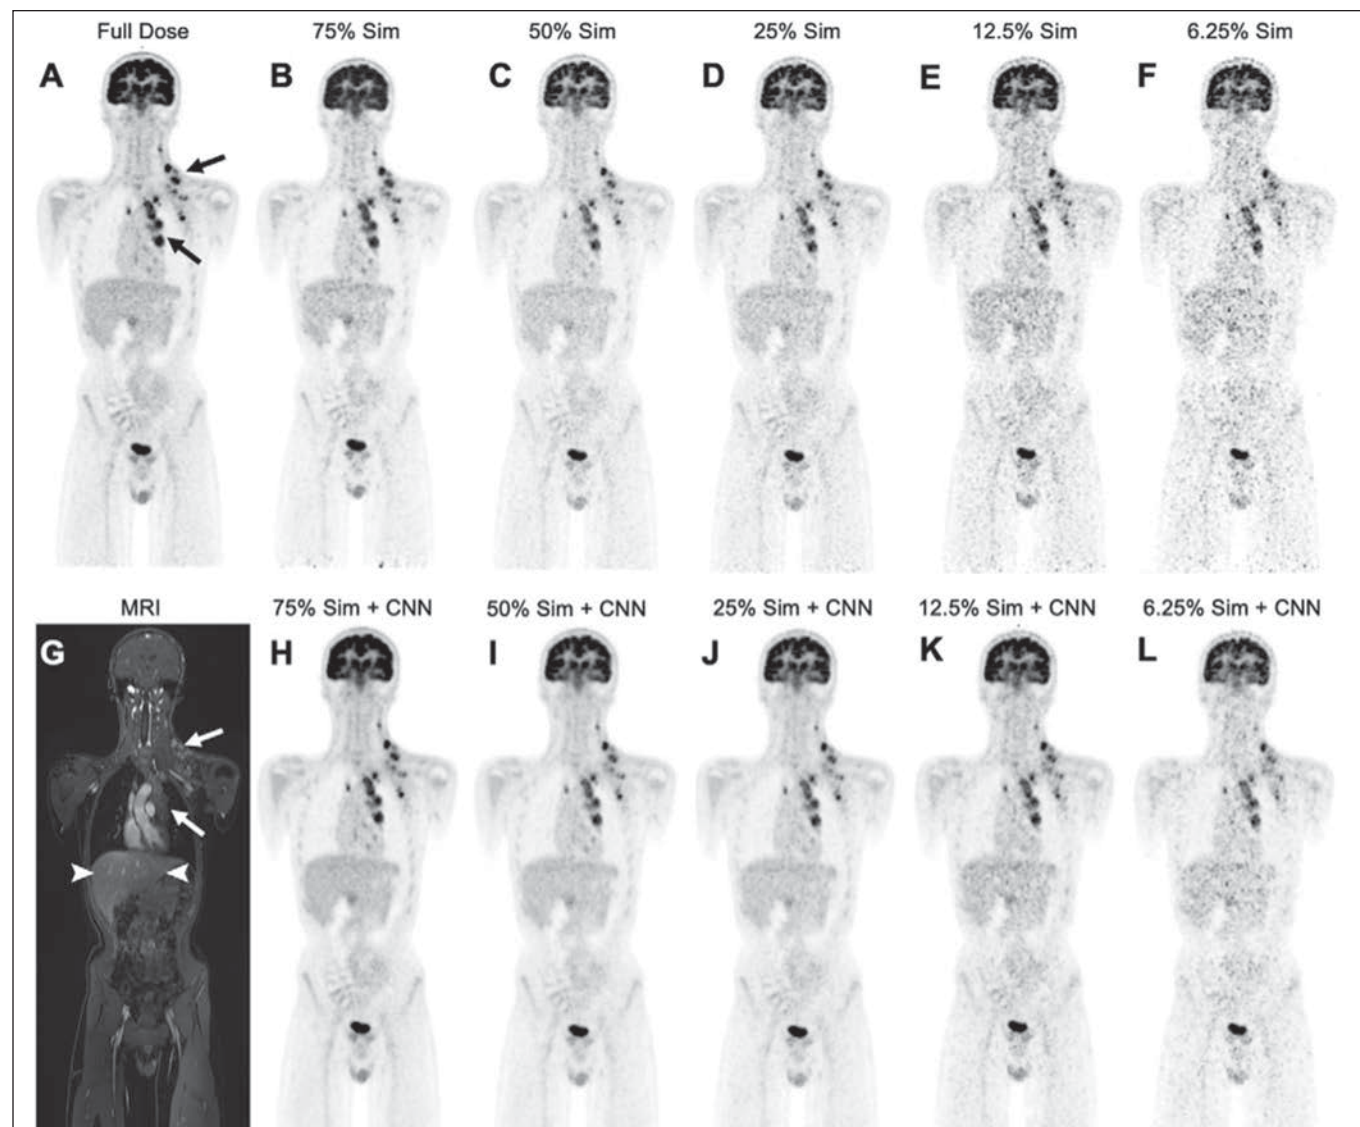 Full Dose 75% Sim 50% Sim 25% Sim 12.5% Sim 6.25% Sim
A B C D E F
MRI 75% Sim + CNN 50% Sim + CNN 25% Sim + CNN 12.5% Sim + CNN 6.25% Sim + CNN
G H I J K L